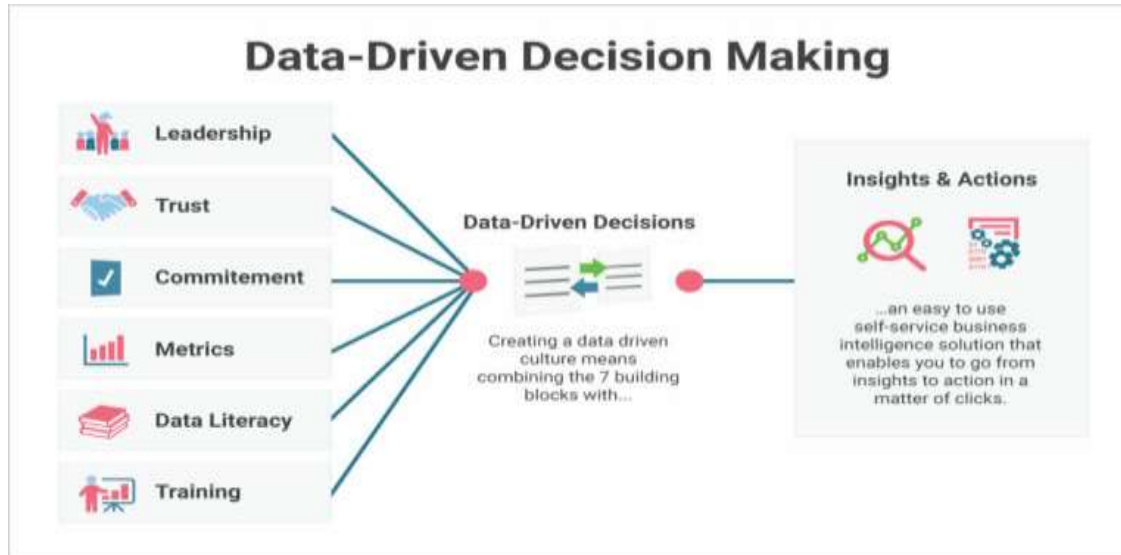 Data-Driven Decision Making
Leadership
Trust
Commitement
Metrics
Data Literacy
Training
Data-Driven Decisions
Creating a data driven
culture means
combining the 7 building
blocks with...
Insights & Actions
...an easy to use
self-service business
intelligence solution that
enables you to go from
insights to action in a
matter of clicks.